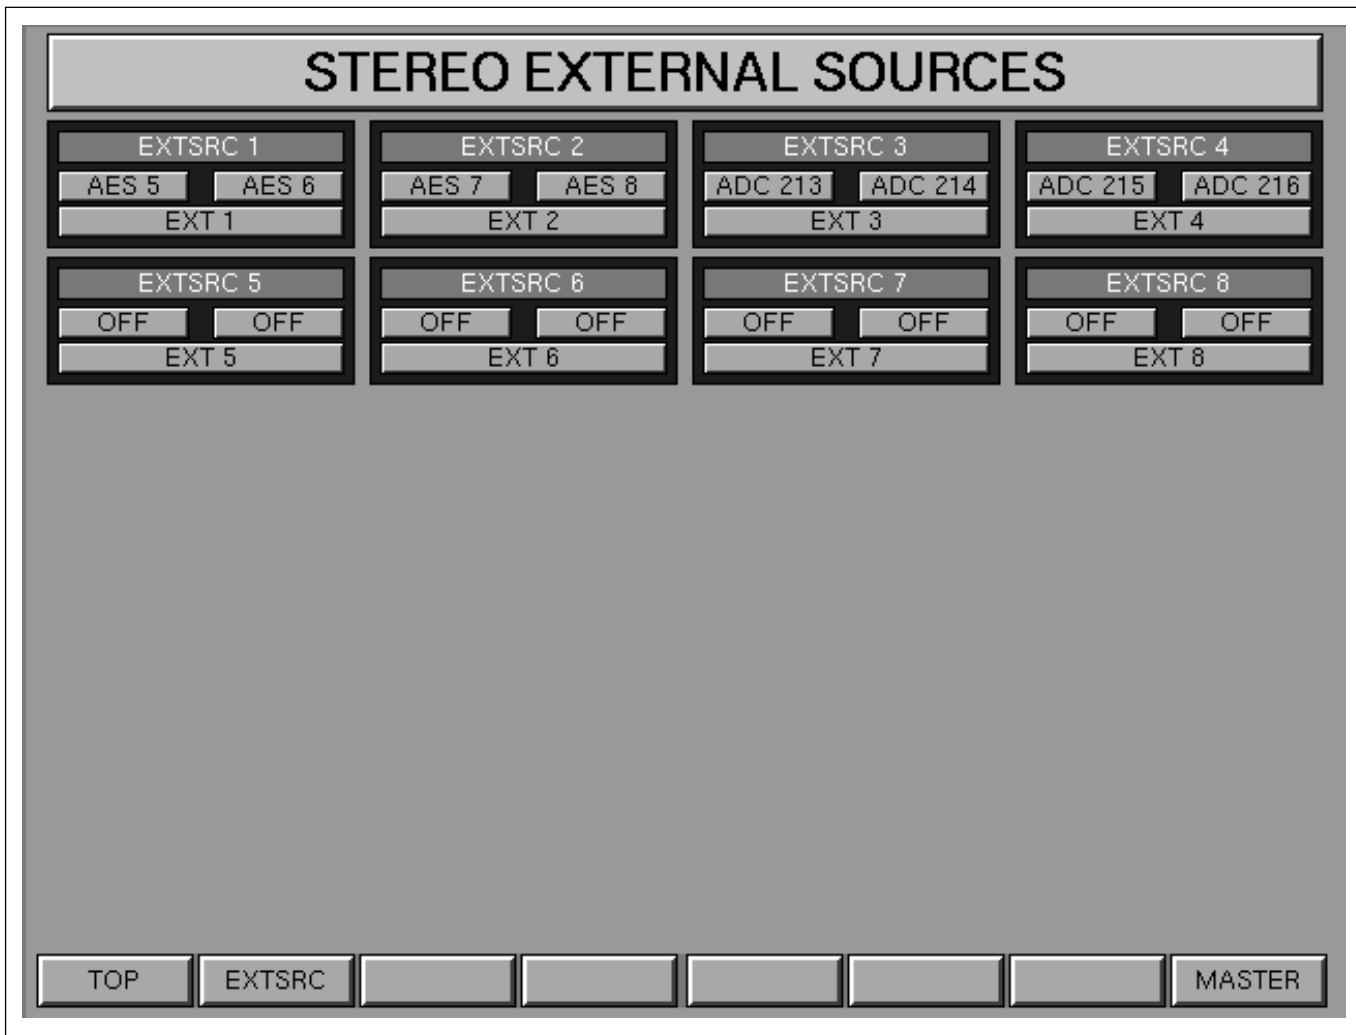 STEREO EXTERNAL SOURCES
EXTSRC 1 EXTSRC 2 EXTSRC 3 EXTSRC 4
AES 5 AES 6 AES 7 AES 8 ADC 213 ADC 214 ADC 215 ADC 216
EXT 1 EXT 2 EXT 3 EXT 4
EXTSRC 5 EXTSRC 6 EXTSRC 7 EXTSRC 8
OFF OFF OFF OFF OFF OFF OFF OFF
EXT 5 EXT 6 EXT 7 EXT 8
TOP EXTSRC MASTER